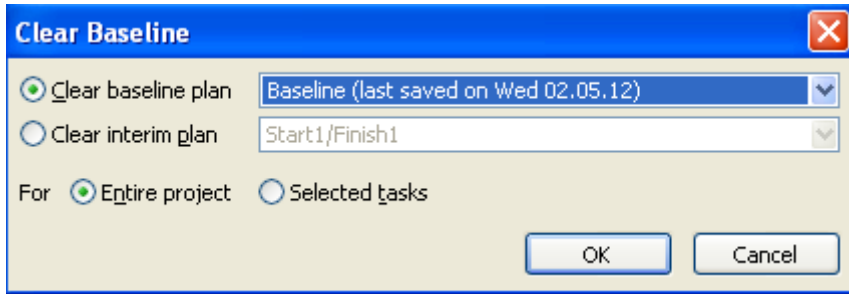 Clear Baseline
Clear baseline plan Baseline (last saved on Wed 02.05.12)
Clear interim plan Start1/Finish1
For Entire project Selected tasks
OK Cancel